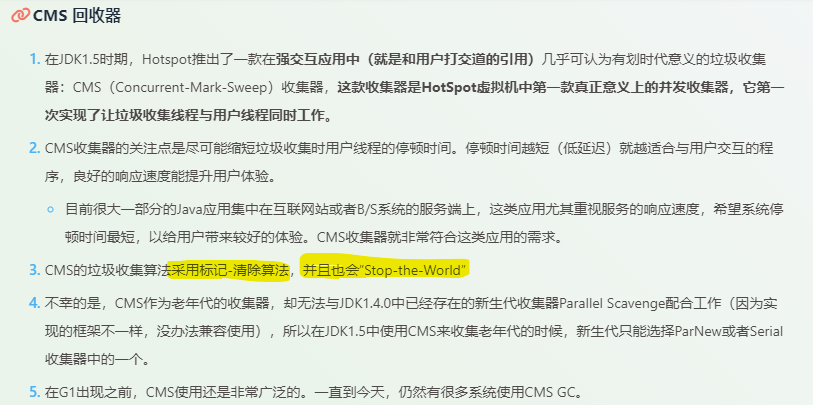 CMS 回收器
1. 在JDK1.5时期，Hotspot推出了一款在强交互应用中（就是和用户打交道的引用）几乎可认为有划时代意义的垃圾收集
器：CMS（Concurrent-Mark-Sweep）收集器，这款收集器是HotSpot虚拟机中第一款真正意义上的并发收集器，它第一
次实现了让垃圾收集线程与用户线程同时工作。
2. CMS收集器的关注点是尽可能缩短垃圾收集时用户线程的停顿时间。停顿时间越短（低延迟）就越适合与用户交互的程
序，良好的响应速度能提升用户体验。
目前很大一部分的Java应用集中在互联网站或者B/S系统的服务端上，这类应用尤其重视服务的响应速度，希望系统停
顿时间最短，以给用户带来较好的体验。CMS收集器就非常符合这类应用的需求。
3. CMS的垃圾收集算法采用标记-清除算法，并且也会“Stop-the-World”
4. 不幸的是，CMS作为老年代的收集器，却无法与JDK1.4.0中已经存在的新生代收集器Parallel Scavenge配合工作（因为实
现的框架不一样，没办法兼容使用），所以在JDK1.5中使用CMS来收集老年代的时候，新生代只能选择ParNew或者Serial
收集器中的一个。
5. 在G1出现之前，CMS使用还是非常广泛的。一直到今天，仍然有很多系统使用CMS GC。